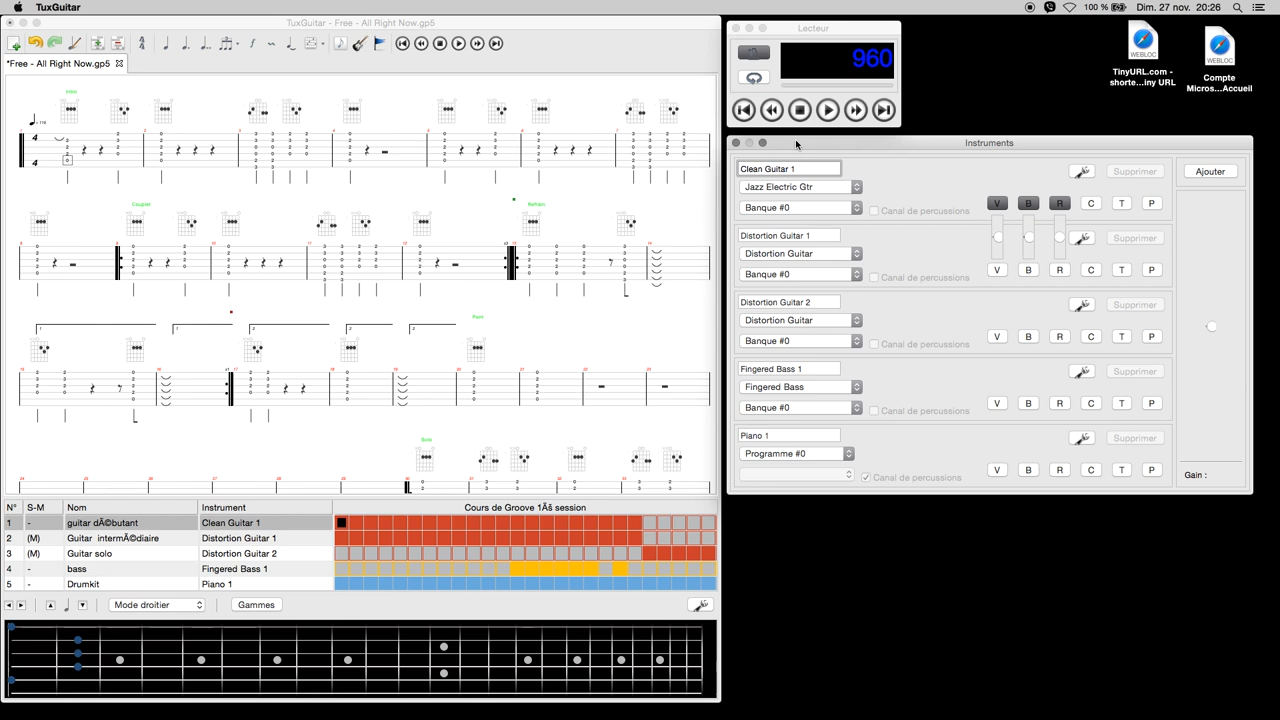 TuxGuitar
100 %
Dim. 27 nov. 20:26
TuxGuitar - Free - All Right Now.gp5
*Free - All Right Now.gp5
Intro
Couplet
Refrain
Pont
Solo
N° S-M Nom Instrument Cours de Groove 1Ãš session
1 - guitar dÃ©butant Clean Guitar 1
2 (M) Guitar intermÃ©diaire Distortion Guitar 1
3 (M) Guitar solo Distortion Guitar 2
4 - bass Fingered Bass 1
5 - Drumkit Piano 1
Mode droitier
Gammes
Lecteur
960
TinyURL.com -
shorte...iny URL
Compte
Micros...Accueil
WEBLOC
WEBLOC
Instruments
Clean Guitar 1
Supprimer
Ajouter
Jazz Electric Gtr
Banque #0
Canal de percussions
V B R C T P
Distortion Guitar 1
Supprimer
Distortion Guitar
Banque #0
Canal de percussions
V B R C T P
Distortion Guitar 2
Supprimer
Distortion Guitar
Banque #0
Canal de percussions
V B R C T P
Fingered Bass 1
Supprimer
Fingered Bass
Banque #0
Canal de percussions
V B R C T P
Piano 1
Supprimer
Programme #0
Canal de percussions
V B R C T P
Gain :